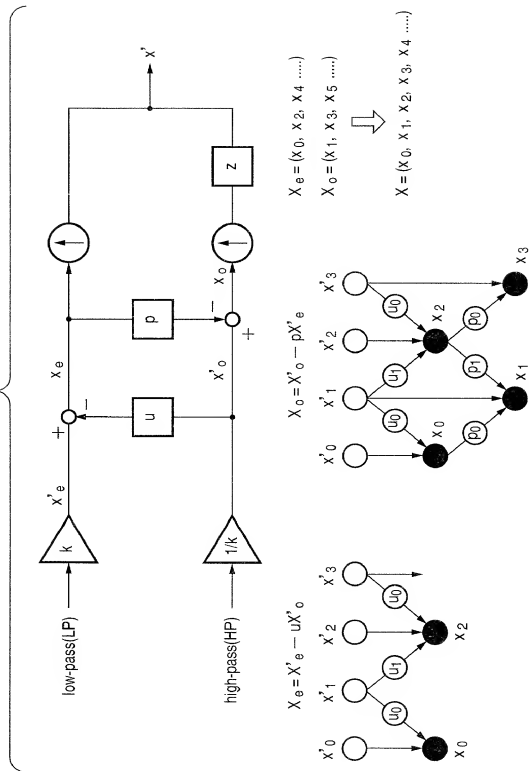 low-pass(LP)
k
x'e
+
−
xe
x'
u
p
high-pass(HP)
1/k
x'o
−
+
xo
z
Xe=X'e−uX'o
x'0 x'1 x'2 x'3
u0 u1 u0
x0 x2
Xo=X'o−pX'e
x'0 x'1 x'2 x'3
u0 u1 u0
x0 x2
p0 p1 p0
x1 x3
Xe=(x0, x2, x4 .....)
Xo=(x1, x3, x5 .....)
X=(x0, x1, x2, x3, x4 .....)